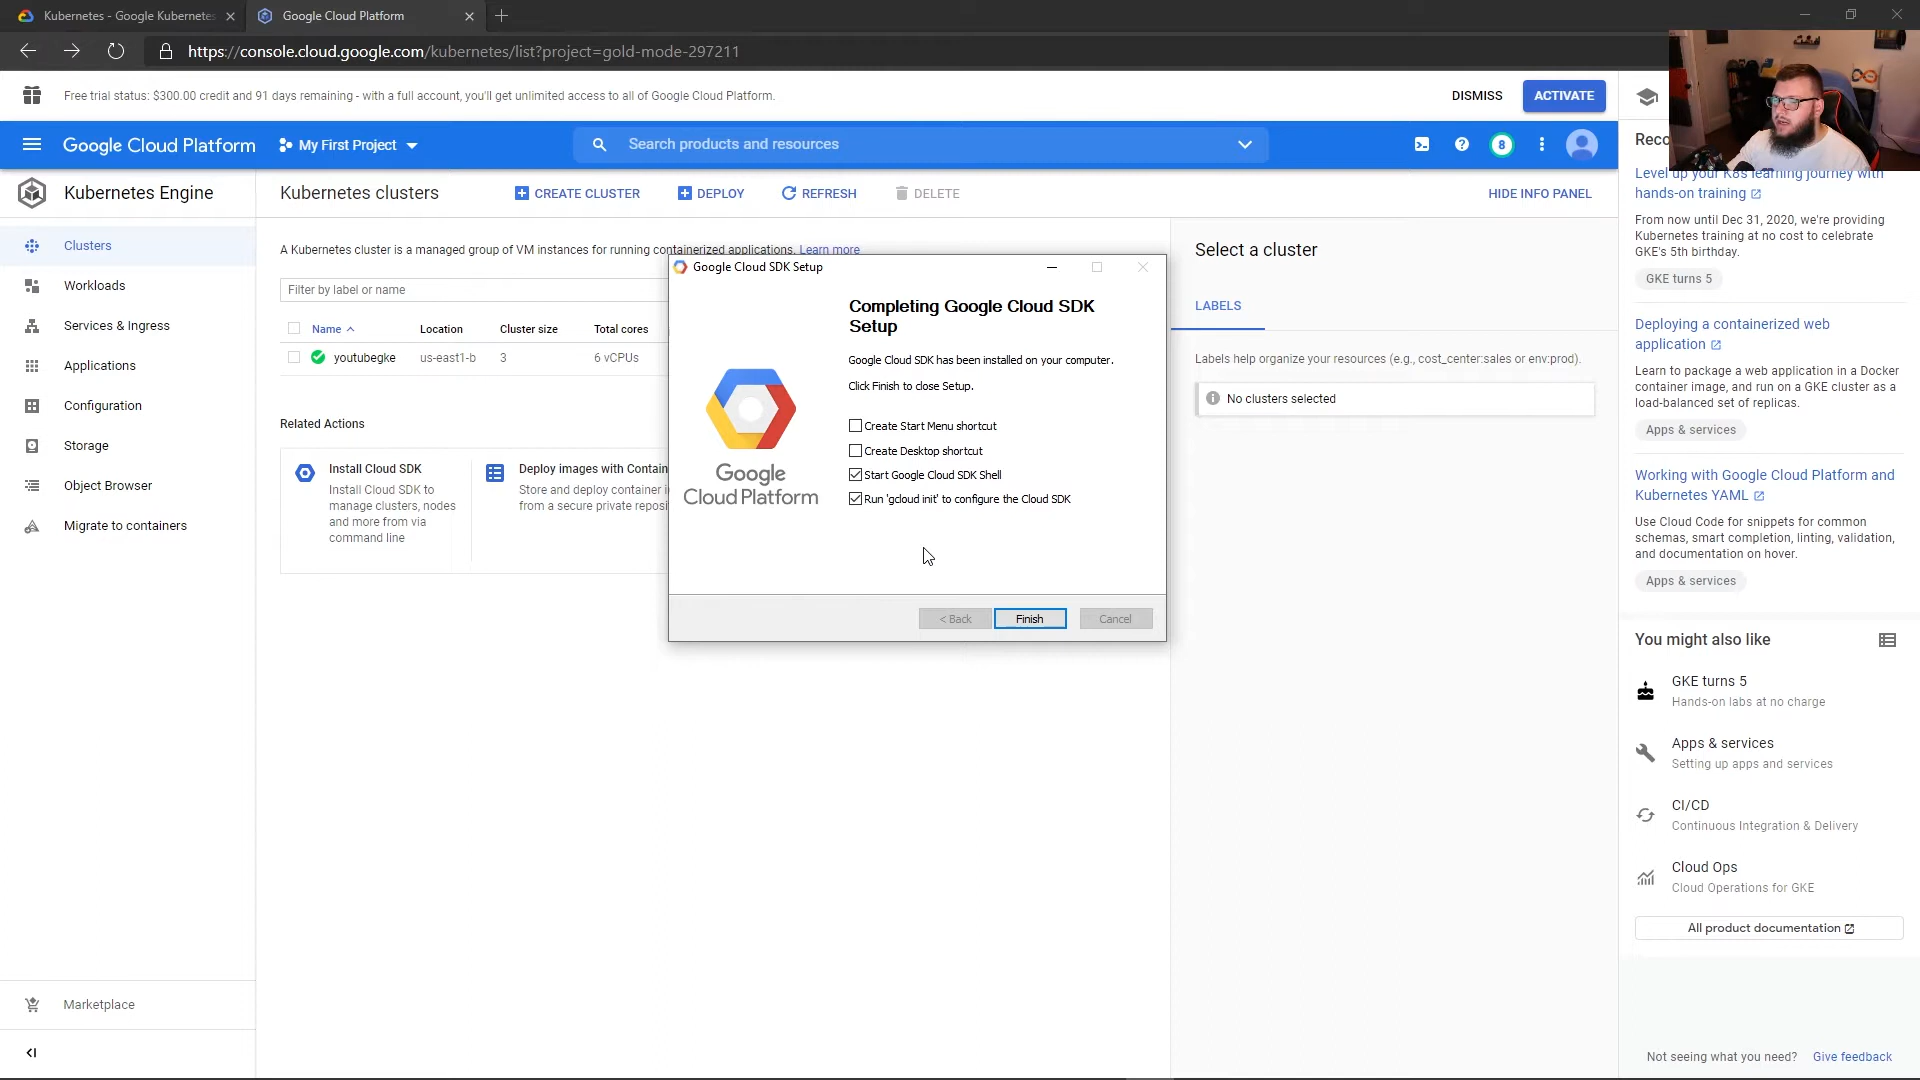 Kubernetes - Google Kubernetes
Google Cloud Platform
https://console.cloud.google.com/kubernetes/list?project=gold-mode-297211
Free trial status: $300.00 credit and 91 days remaining - with a full account, you'll get unlimited access to all of Google Cloud Platform.
DISMISS
ACTIVATE
Google Cloud Platform
My First Project
Search products and resources
8
Kubernetes Engine
Clusters
Workloads
Services & Ingress
Applications
Configuration
Storage
Object Browser
Migrate to containers
Marketplace
Kubernetes clusters
CREATE CLUSTER
DEPLOY
REFRESH
DELETE
HIDE INFO PANEL
A Kubernetes cluster is a managed group of VM instances for running containerized applications. Learn more
Filter by label or name
Name
Location
Cluster size
Total cores
youtubegke
us-east1-b
3
6 vCPUs
Related Actions
Install Cloud SDK
Install Cloud SDK to
manage clusters, nodes
and more from via
command line
Deploy images with Contain
Store and deploy container i
from a secure private reposi
Google Cloud SDK Setup
Completing Google Cloud SDK
Setup
Google Cloud SDK has been installed on your computer.
Click Finish to close Setup.
Create Start Menu shortcut
Create Desktop shortcut
Start Google Cloud SDK Shell
Run 'gcloud init' to configure the Cloud SDK
Google
Cloud Platform
< Back
Finish
Cancel
Select a cluster
LABELS
Labels help organize your resources (e.g., cost_center:sales or env:prod).
No clusters selected
Reco
Level up your K8s learning journey with
hands-on training
From now until Dec 31, 2020, we're providing
Kubernetes training at no cost to celebrate
GKE's 5th birthday.
GKE turns 5
Deploying a containerized web
application
Learn to package a web application in a Docker
container image, and run on a GKE cluster as a
load-balanced set of replicas.
Apps & services
Working with Google Cloud Platform and
Kubernetes YAML
Use Cloud Code for snippets for common
schemas, smart completion, linting, validation,
and documentation on hover.
Apps & services
You might also like
GKE turns 5
Hands-on labs at no charge
Apps & services
Setting up apps and services
CI/CD
Continuous Integration & Delivery
Cloud Ops
Cloud Operations for GKE
All product documentation
Not seeing what you need? Give feedback